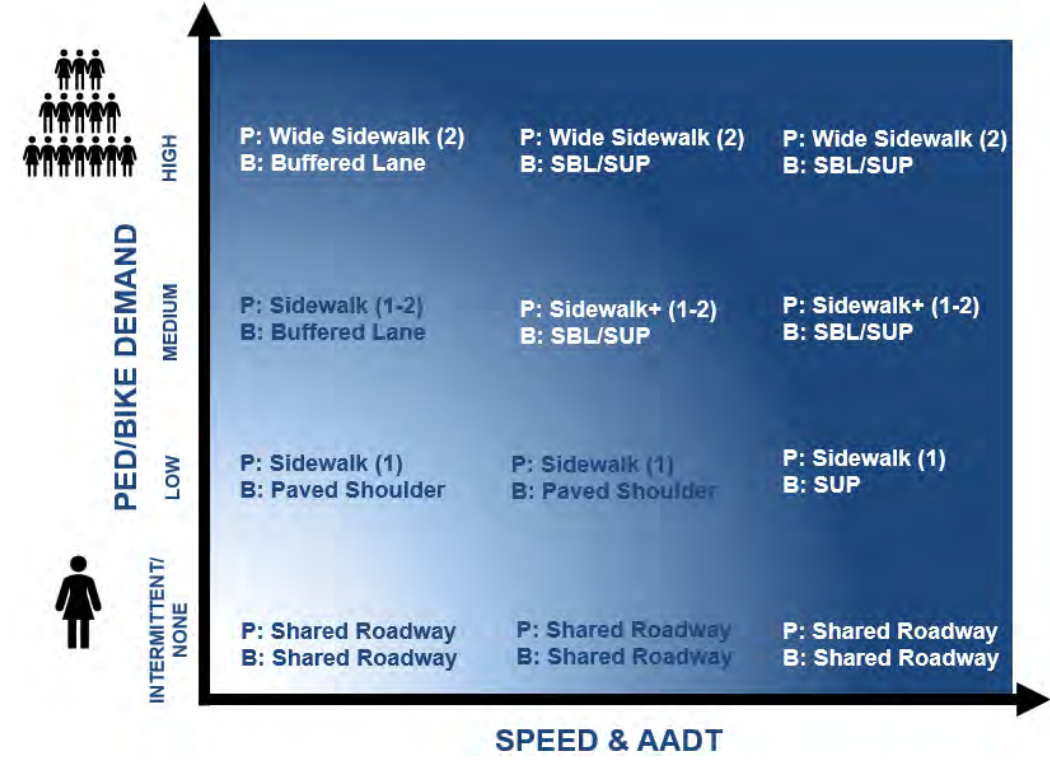 PED/BIKE DEMAND
HIGH
P: Wide Sidewalk (2)
B: Buffered Lane
P: Wide Sidewalk (2)
B: SBL/SUP
P: Wide Sidewalk (2)
B: SBL/SUP
MEDIUM
P: Sidewalk (1-2)
B: Buffered Lane
P: Sidewalk+ (1-2)
B: SBL/SUP
P: Sidewalk+ (1-2)
B: SBL/SUP
LOW
P: Sidewalk (1)
B: Paved Shoulder
P: Sidewalk (1)
B: Paved Shoulder
P: Sidewalk (1)
B: SUP
INTERMITTENT/
NONE
P: Shared Roadway
B: Shared Roadway
P: Shared Roadway
B: Shared Roadway
P: Shared Roadway
B: Shared Roadway
SPEED & AADT